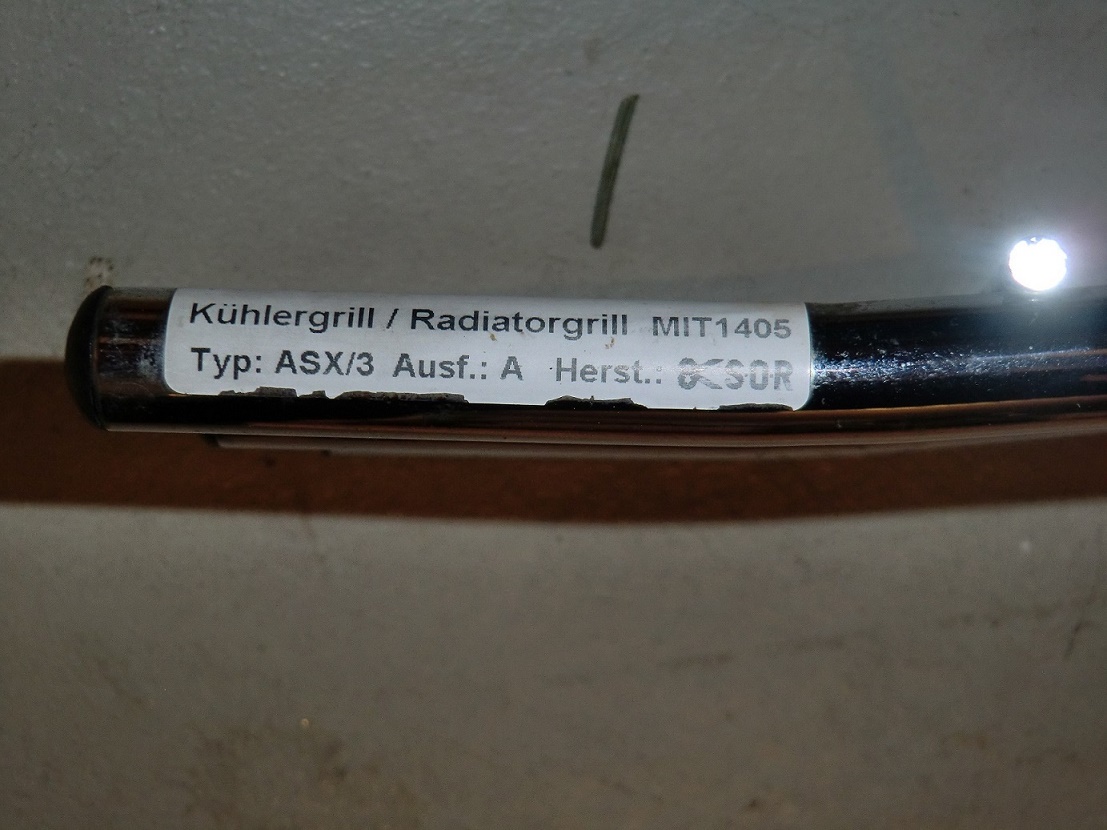 Kühlergrill / Radiatorgrill MIT1405
Typ: ASX/3 Ausf.: A Herst.: